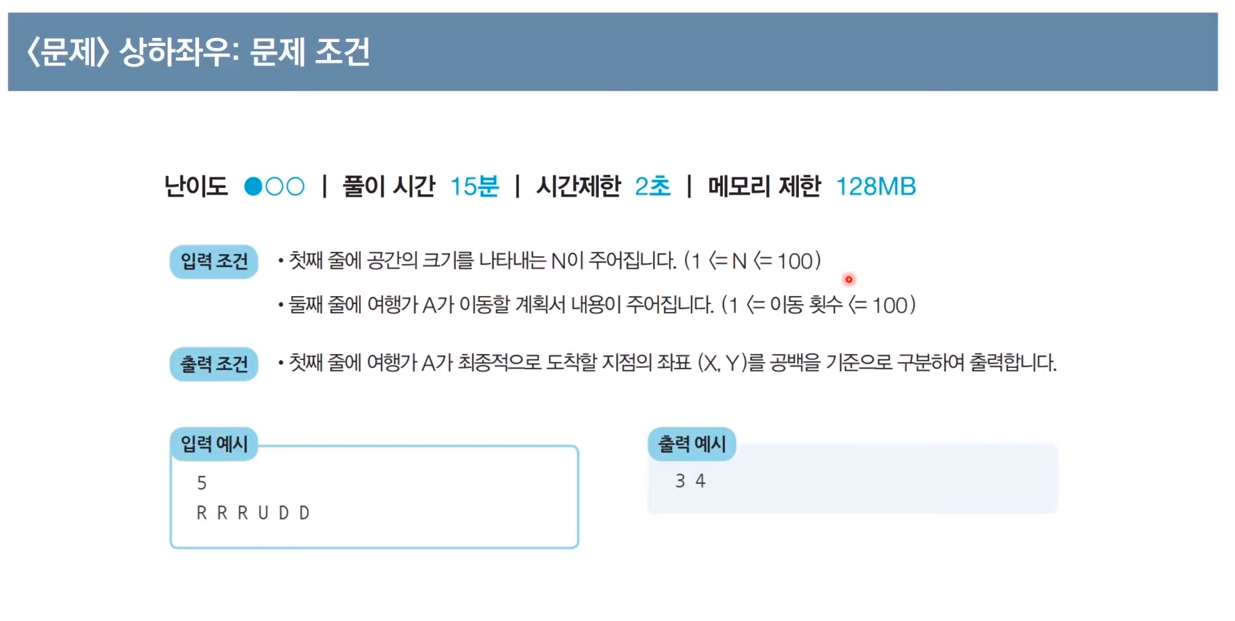 〈문제〉 상하좌우: 문제 조건
난이도 ●○○ | 풀이 시간 15분 | 시간제한 2초 | 메모리 제한 128MB
입력 조건 • 첫째 줄에 공간의 크기를 나타내는 N이 주어집니다. (1 <= N <= 100)
• 둘째 줄에 여행가 A가 이동할 계획서 내용이 주어집니다. (1 <= 이동 횟수 <= 100)
출력 조건 • 첫째 줄에 여행가 A가 최종적으로 도착할 지점의 좌표 (X, Y)를 공백을 기준으로 구분하여 출력합니다.
입력 예시
5
R R R U D D
출력 예시
3 4